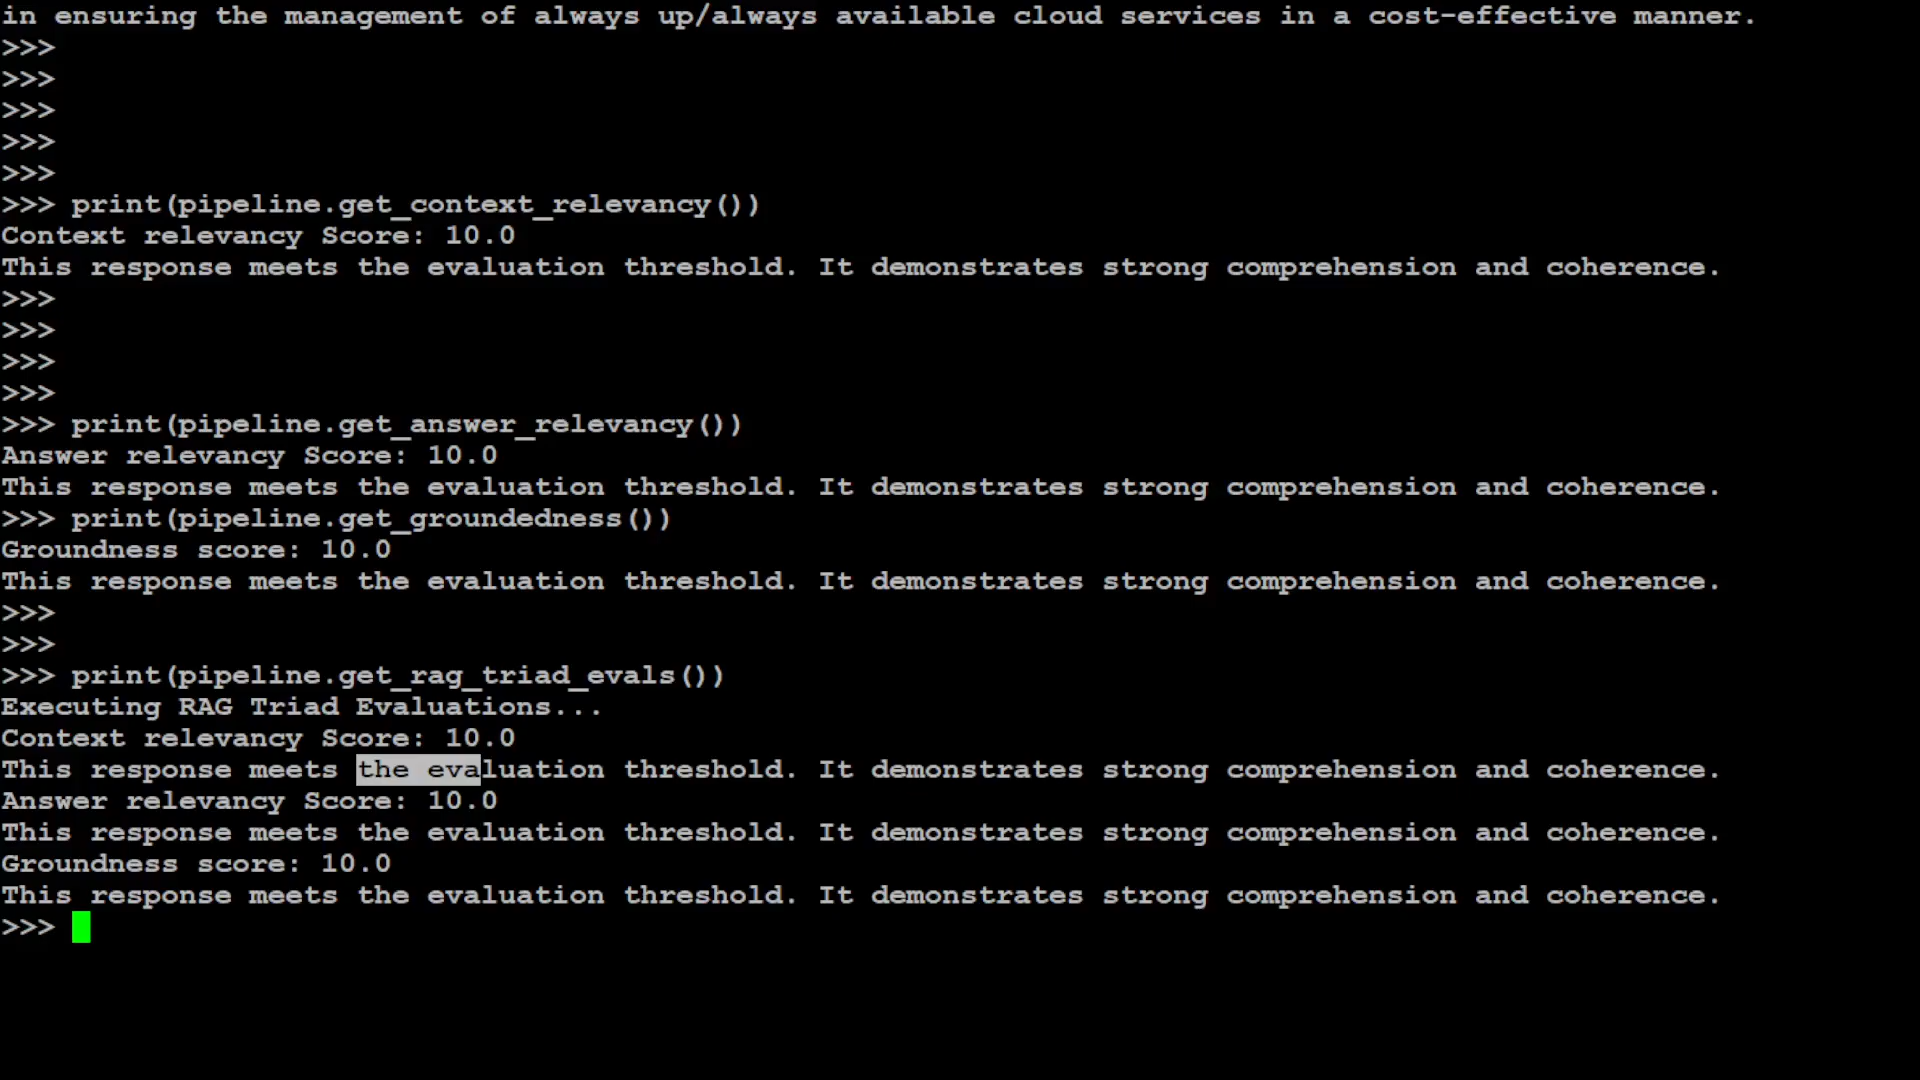 in ensuring the management of always up/always available cloud services in a cost-effective manner.
>>>
>>>
>>>
>>>
>>>
>>> print(pipeline.get_context_relevancy())
Context relevancy Score: 10.0
This response meets the evaluation threshold. It demonstrates strong comprehension and coherence.
>>>
>>>
>>>
>>>
>>> print(pipeline.get_answer_relevancy())
Answer relevancy Score: 10.0
This response meets the evaluation threshold. It demonstrates strong comprehension and coherence.
>>> print(pipeline.get_groundedness())
Groundness score: 10.0
This response meets the evaluation threshold. It demonstrates strong comprehension and coherence.
>>>
>>>
>>> print(pipeline.get_rag_triad_evals())
Executing RAG Triad Evaluations...
Context relevancy Score: 10.0
This response meets the evaluation threshold. It demonstrates strong comprehension and coherence.
Answer relevancy Score: 10.0
This response meets the evaluation threshold. It demonstrates strong comprehension and coherence.
Groundness score: 10.0
This response meets the evaluation threshold. It demonstrates strong comprehension and coherence.
>>>